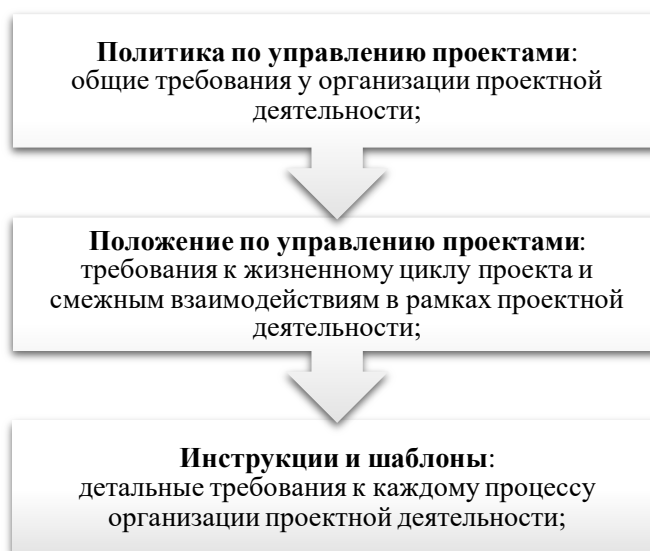 Политика по управлению проектами:
общие требования у организации проектной
деятельности;
Положение по управлению проектами:
требования к жизненному циклу проекта и
смежным взаимодействиям в рамках проектной
деятельности;
Инструкции и шаблоны:
детальные требования к каждому процессу
организации проектной деятельности;